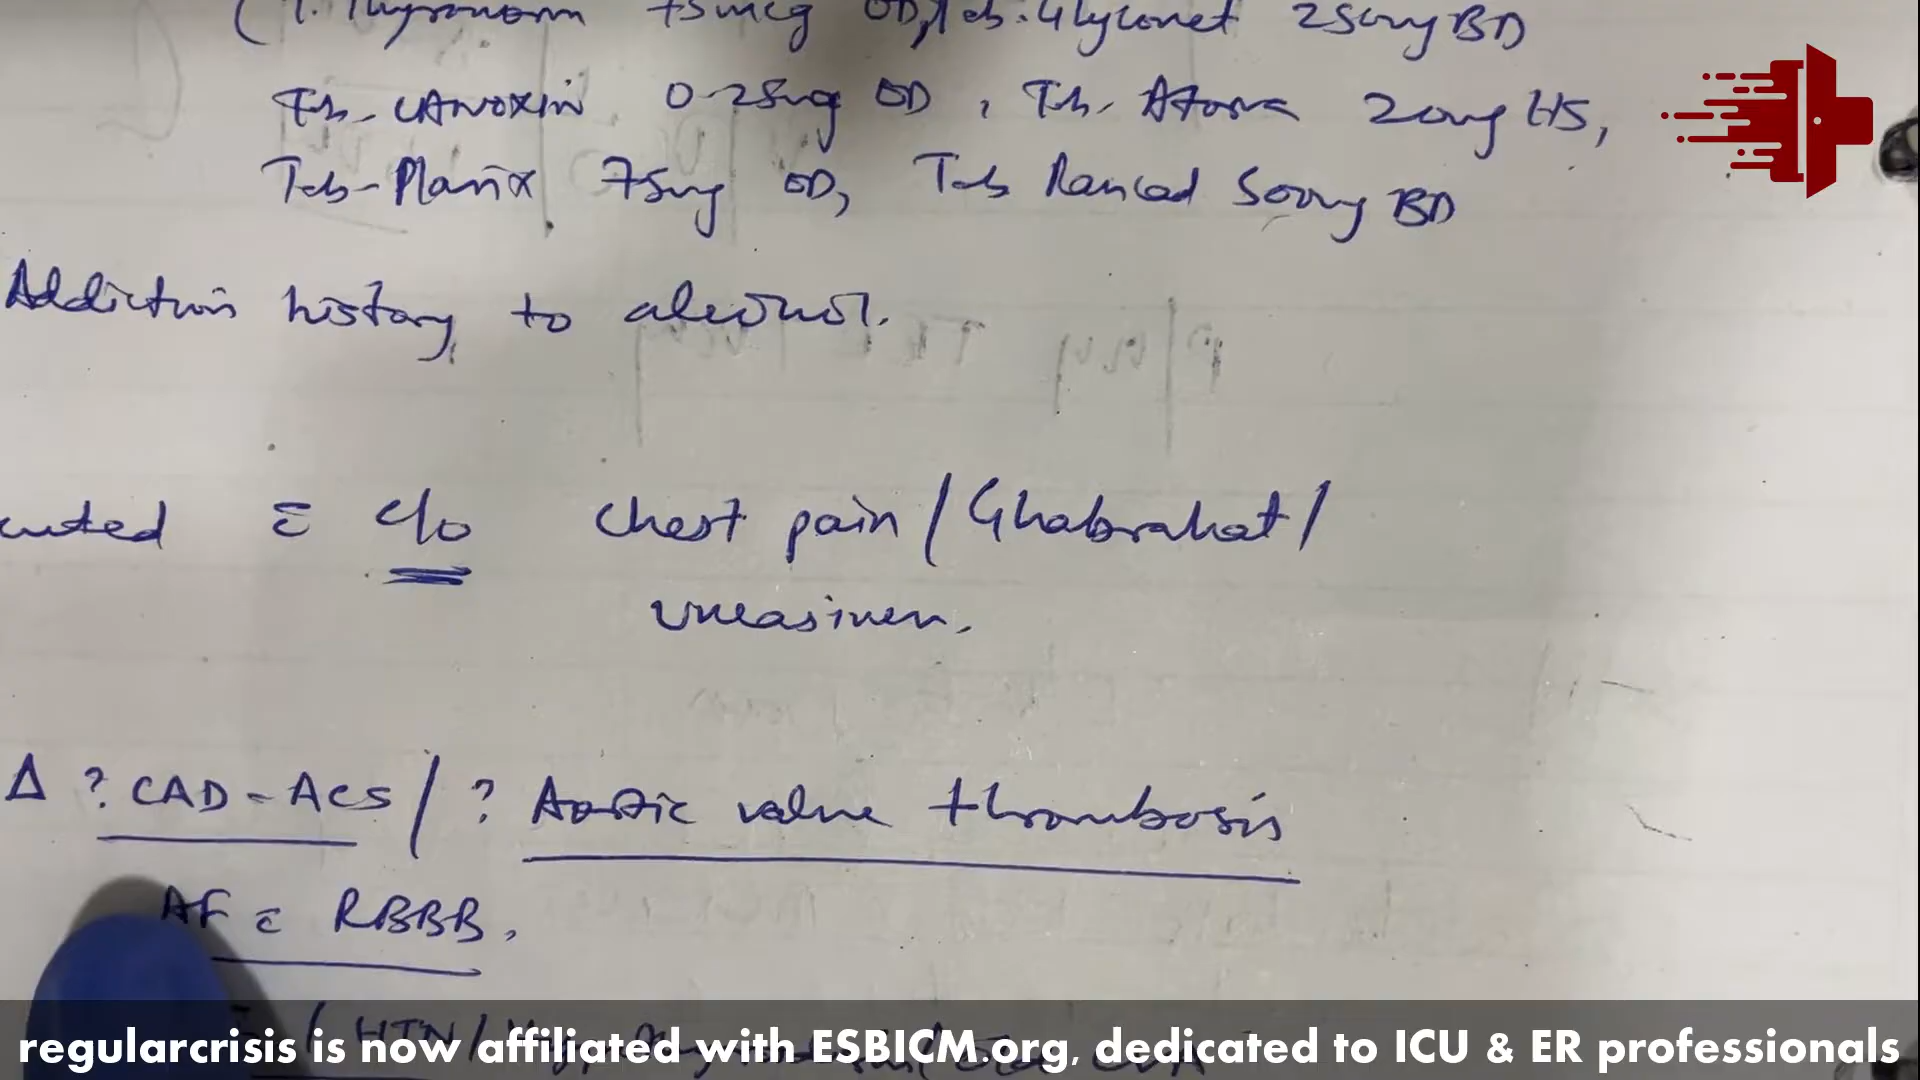 (T. Thyronorm 75mcg OD, Tab. Glyconet 250mg BD
Tab. LANOXIN 0.25mg OD, Tab. Atorva 20mg HS,
Tab-Plavix 75mg OD, Tab Rancad 500mg BD
Addiction history to alcohol.
c̄ c/o chest pain / Ghabrahat /
uneasiness.
Δ ? CAD - ACS / ? Aortic valve thrombosis
AF c̄ RBBB,
/ HTN /
regularcrisis is now affiliated with ESBICM.org, dedicated to ICU & ER professionals